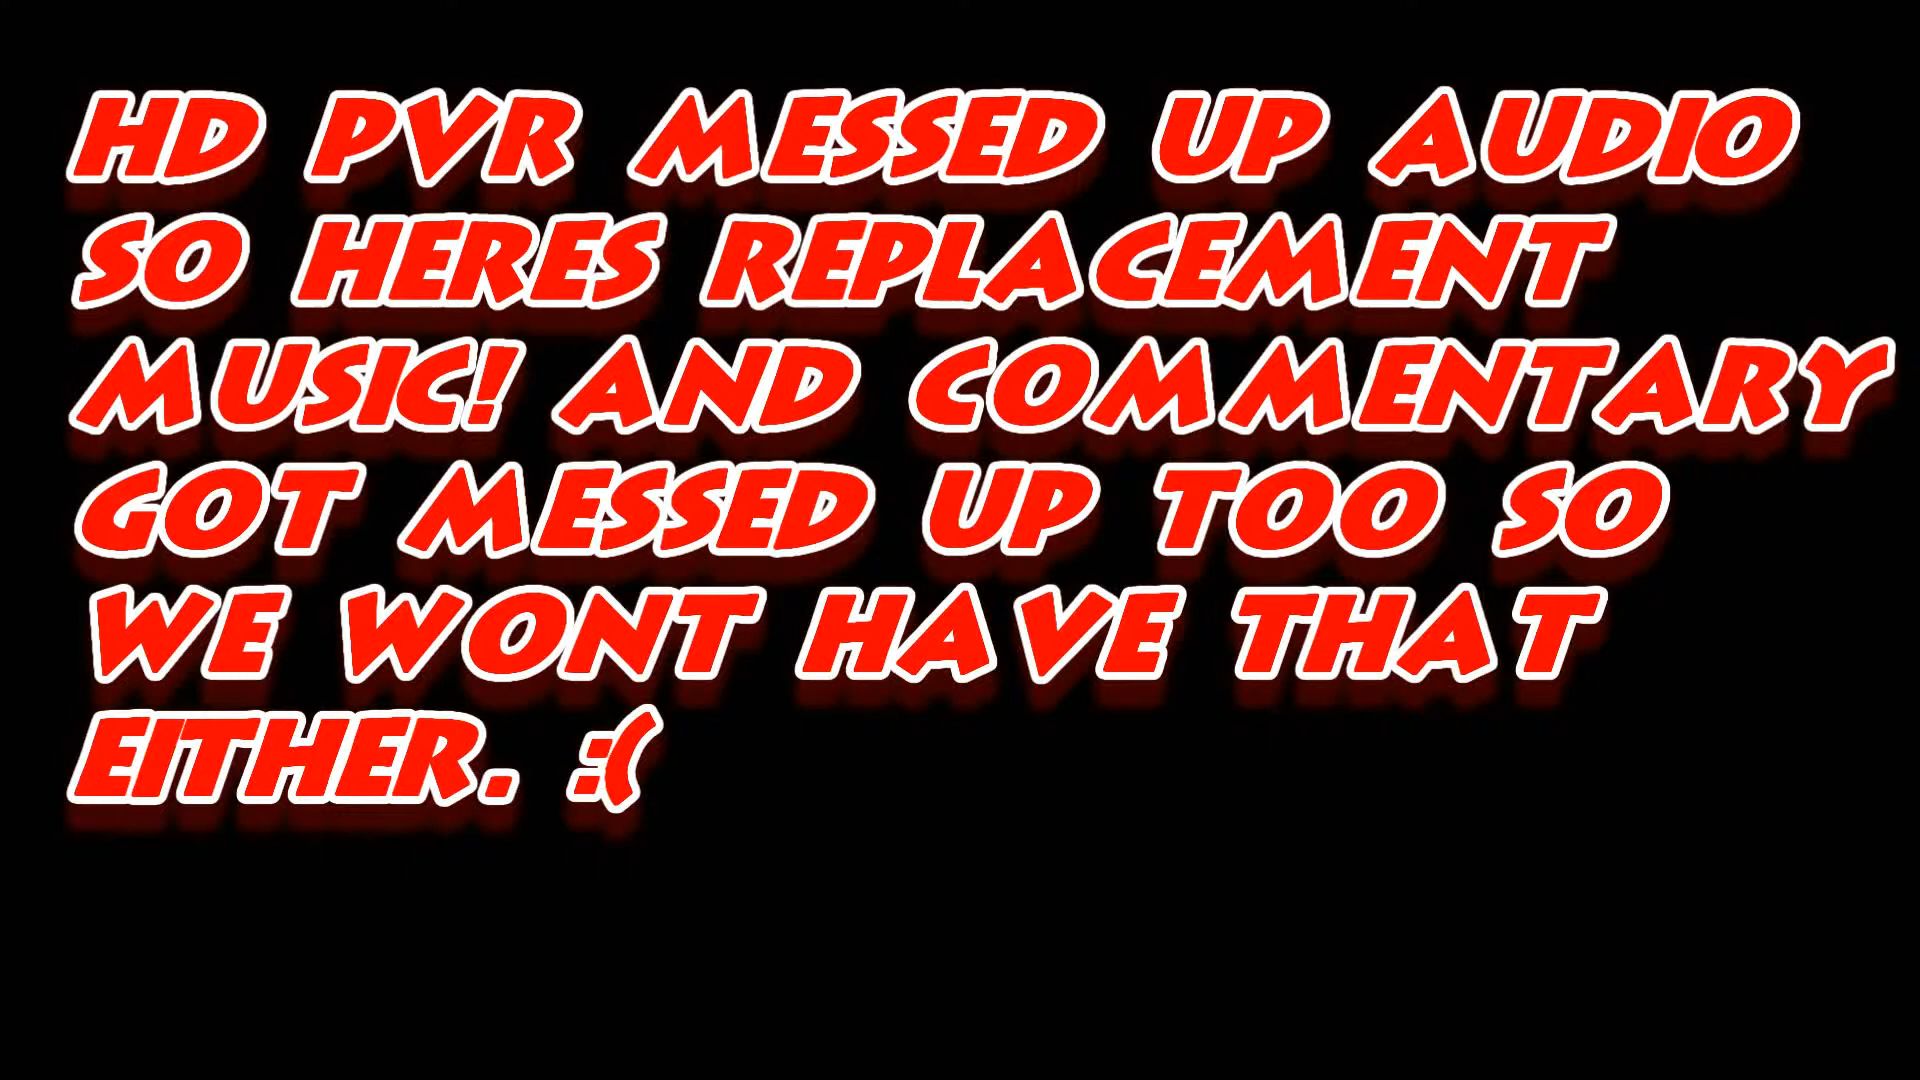 HD PVR MESSED UP AUDIO
SO HERES REPLACEMENT
MUSIC! AND COMMENTARY
GOT MESSED UP TOO SO
WE WONT HAVE THAT
EITHER. :(